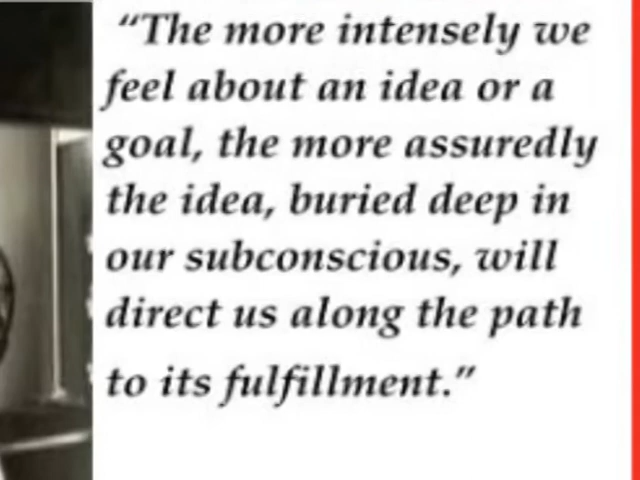 “The more intensely we
feel about an idea or a
goal, the more assuredly
the idea, buried deep in
our subconscious, will
direct us along the path
to its fulfillment.”